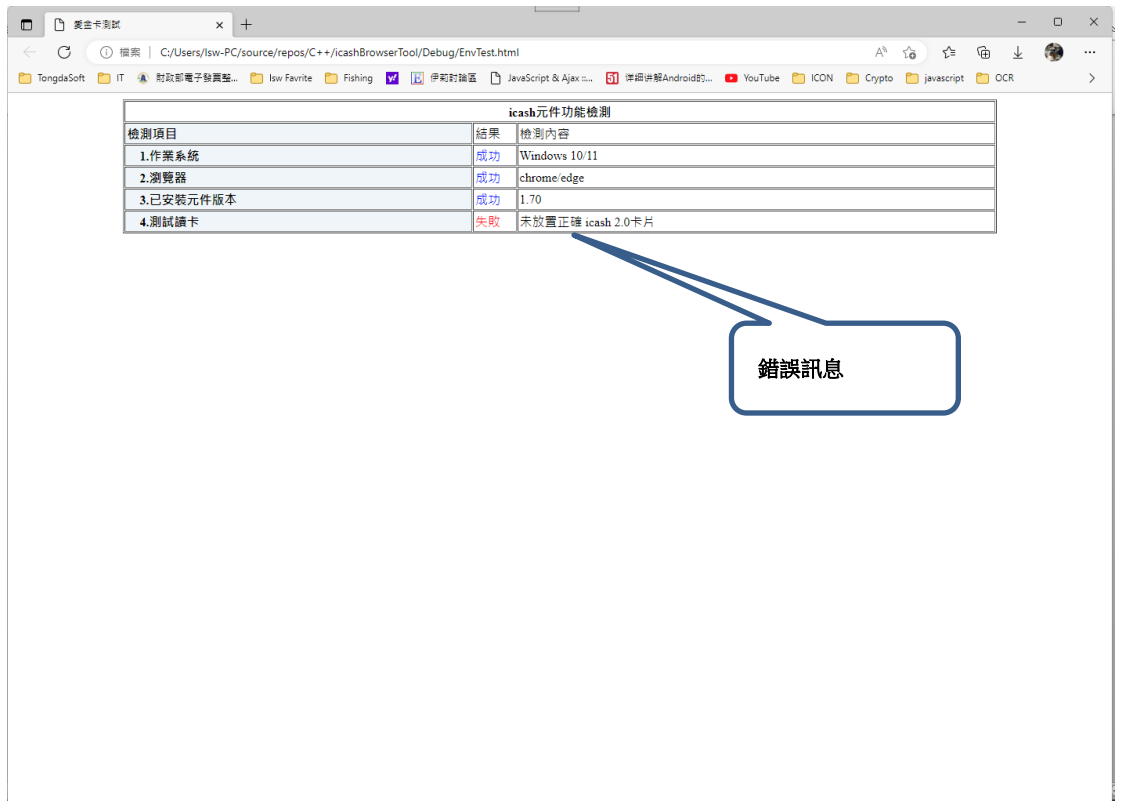 愛金卡測試
檔案 | C:/Users/lsw-PC/source/repos/C++/icashBrowserTool/Debug/EnvTest.html
TongdaSoft IT 財政部電子發票整... lsw Favrite Fishing 伊莉討論區 JavaScript & Ajax ::... 51 详细讲解Android的... YouTube ICON Crypto javascript OCR
icash元件功能檢測
檢測項目 結果 檢測內容
1.作業系統 成功 Windows 10/11
2.瀏覽器 成功 chrome/edge
3.已安裝元件版本 成功 1.70
4.測試讀卡 失敗 未放置正確 icash 2.0卡片
錯誤訊息